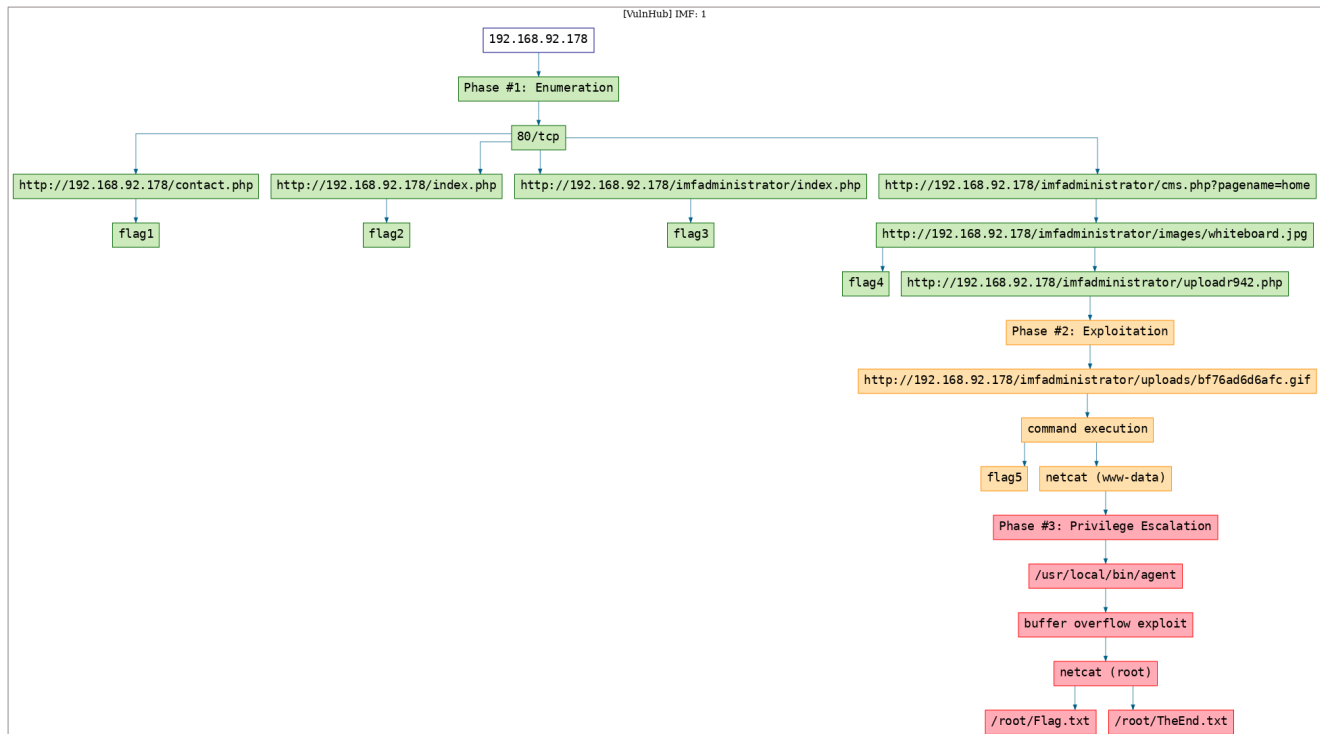 [VulnHub] IMF: 1
192.168.92.178
Phase #1: Enumeration
80/tcp
http://192.168.92.178/contact.php
http://192.168.92.178/index.php
http://192.168.92.178/imfadministrator/index.php
http://192.168.92.178/imfadministrator/cms.php?pagename=home
flag1
flag2
flag3
http://192.168.92.178/imfadministrator/images/whiteboard.jpg
flag4
http://192.168.92.178/imfadministrator/uploadr942.php
Phase #2: Exploitation
http://192.168.92.178/imfadministrator/uploads/bf76ad6d6afc.gif
command execution
flag5
netcat (www-data)
Phase #3: Privilege Escalation
/usr/local/bin/agent
buffer overflow exploit
netcat (root)
/root/Flag.txt
/root/TheEnd.txt